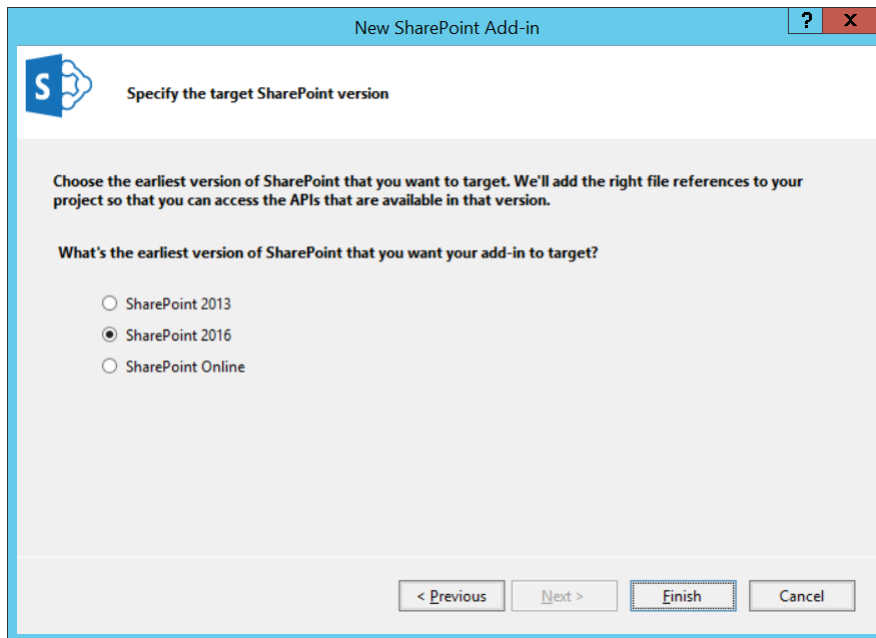 New SharePoint Add-in
?
X
S
Specify the target SharePoint version
Choose the earliest version of SharePoint that you want to target. We'll add the right file references to your
project so that you can access the APIs that are available in that version.
What's the earliest version of SharePoint that you want your add-in to target?
SharePoint 2013
SharePoint 2016
SharePoint Online
< Previous Next > Finish Cancel